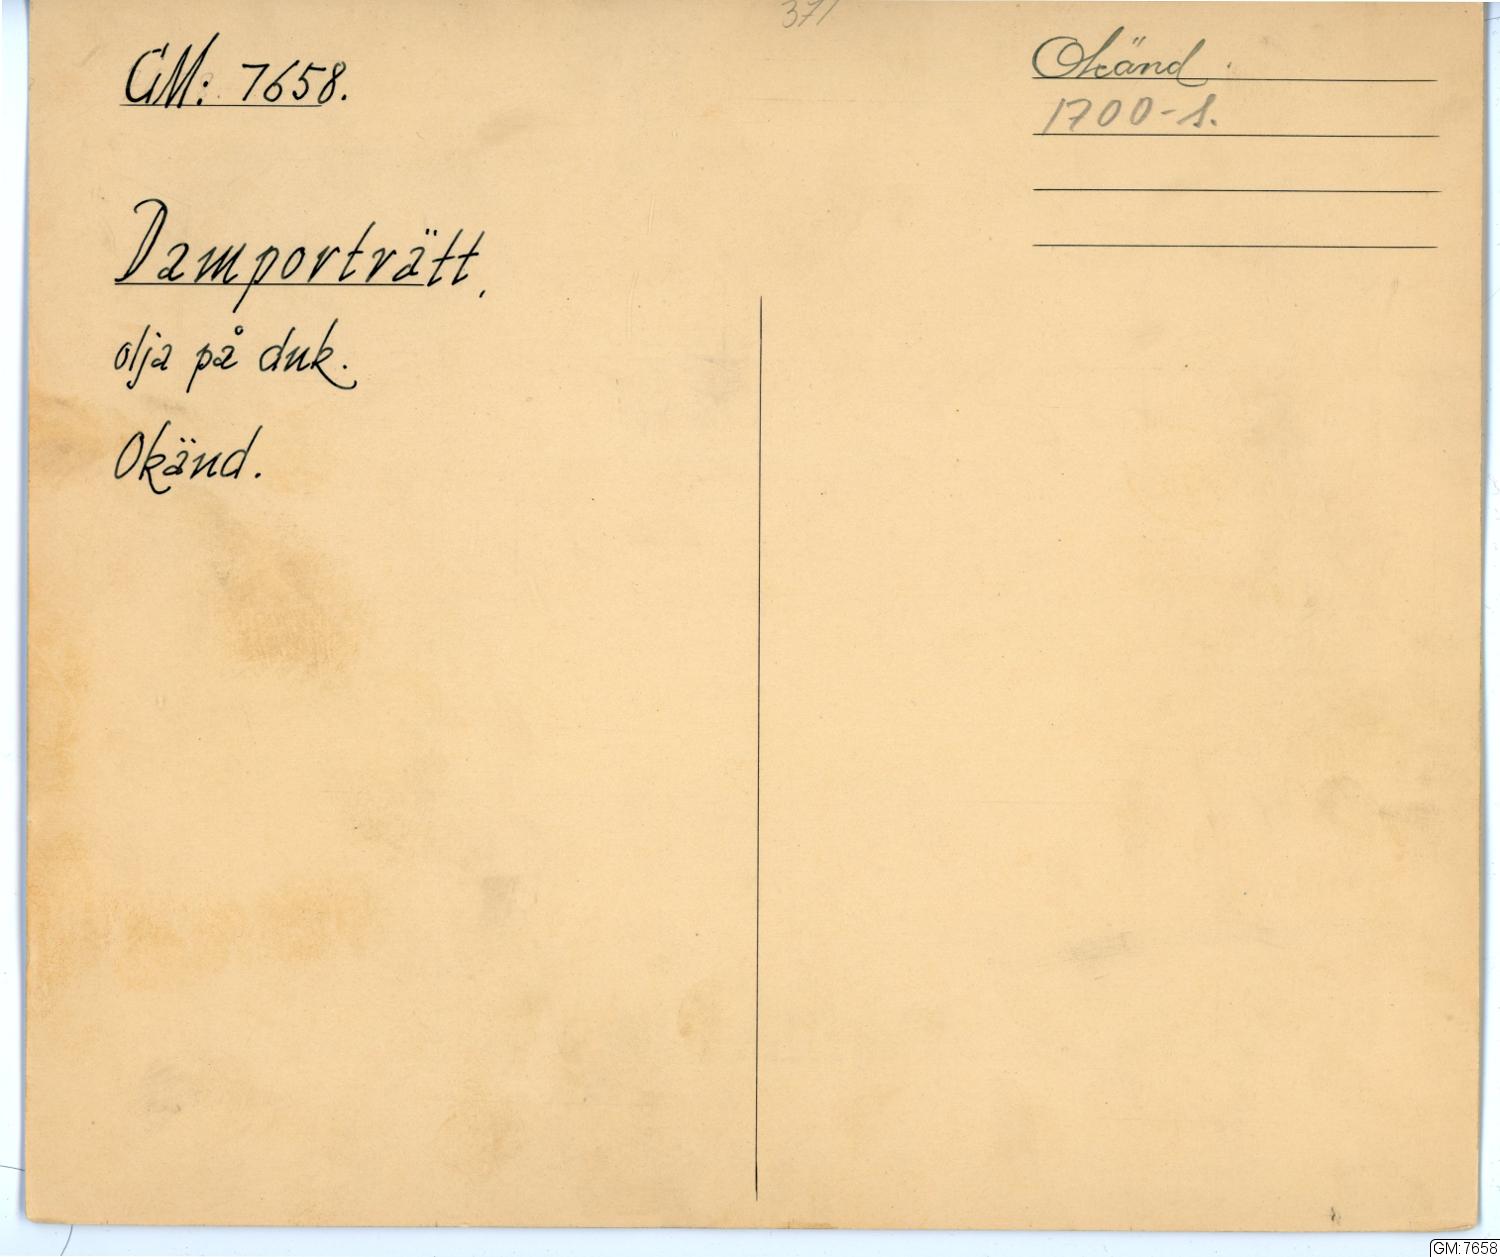 371
GM: 7658.
Okänd.
1700-s.
Damporträtt,
olja på duk.
Okänd.
GM:7658